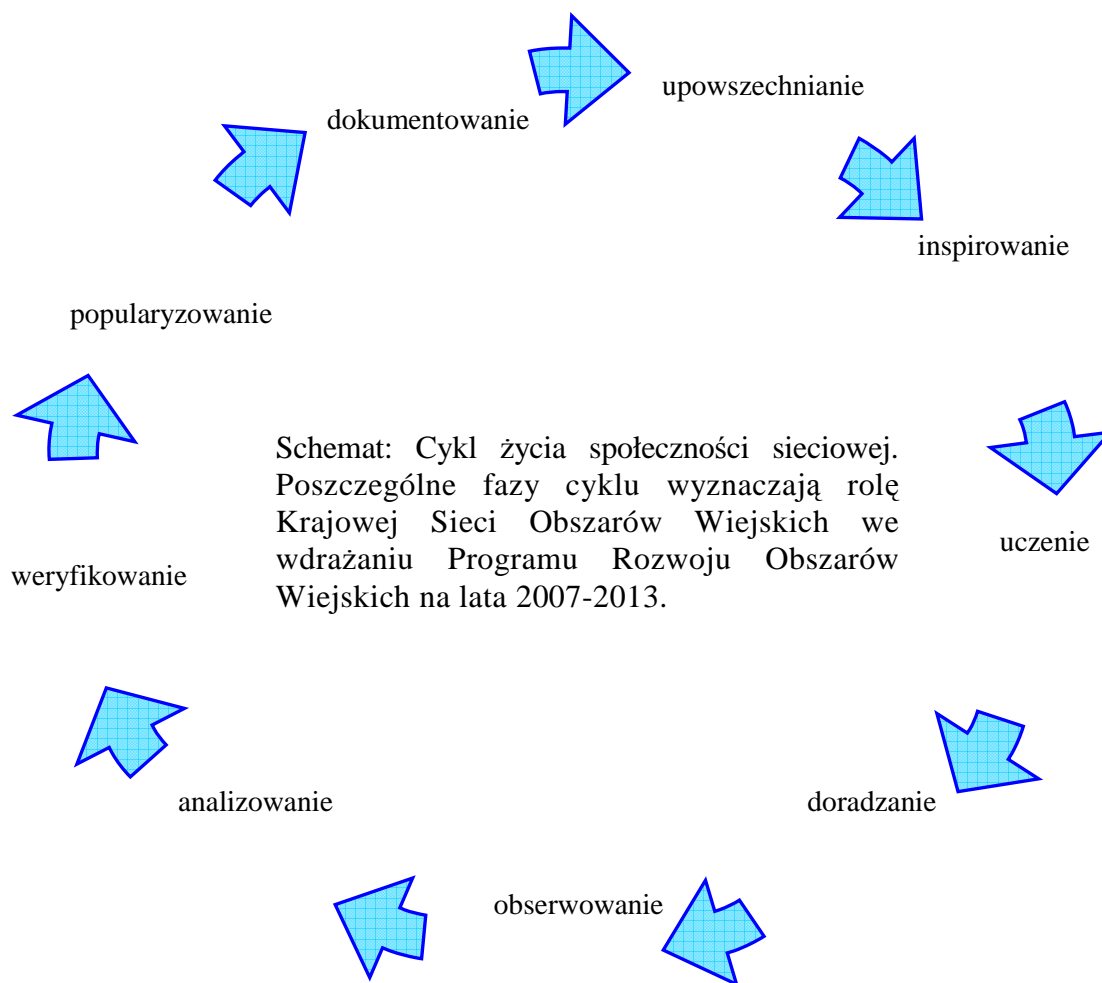 upowszechnianie
dokumentowanie
inspirowanie
popularyzowanie
Schemat: Cykl życia społeczności sieciowej.
Poszczególne fazy cyklu wyznaczają rolę
Krajowej Sieci Obszarów Wiejskich we
wdrażaniu Programu Rozwoju Obszarów
Wiejskich na lata 2007-2013.
uczenie
weryfikowanie
analizowanie
doradzanie
obserwowanie